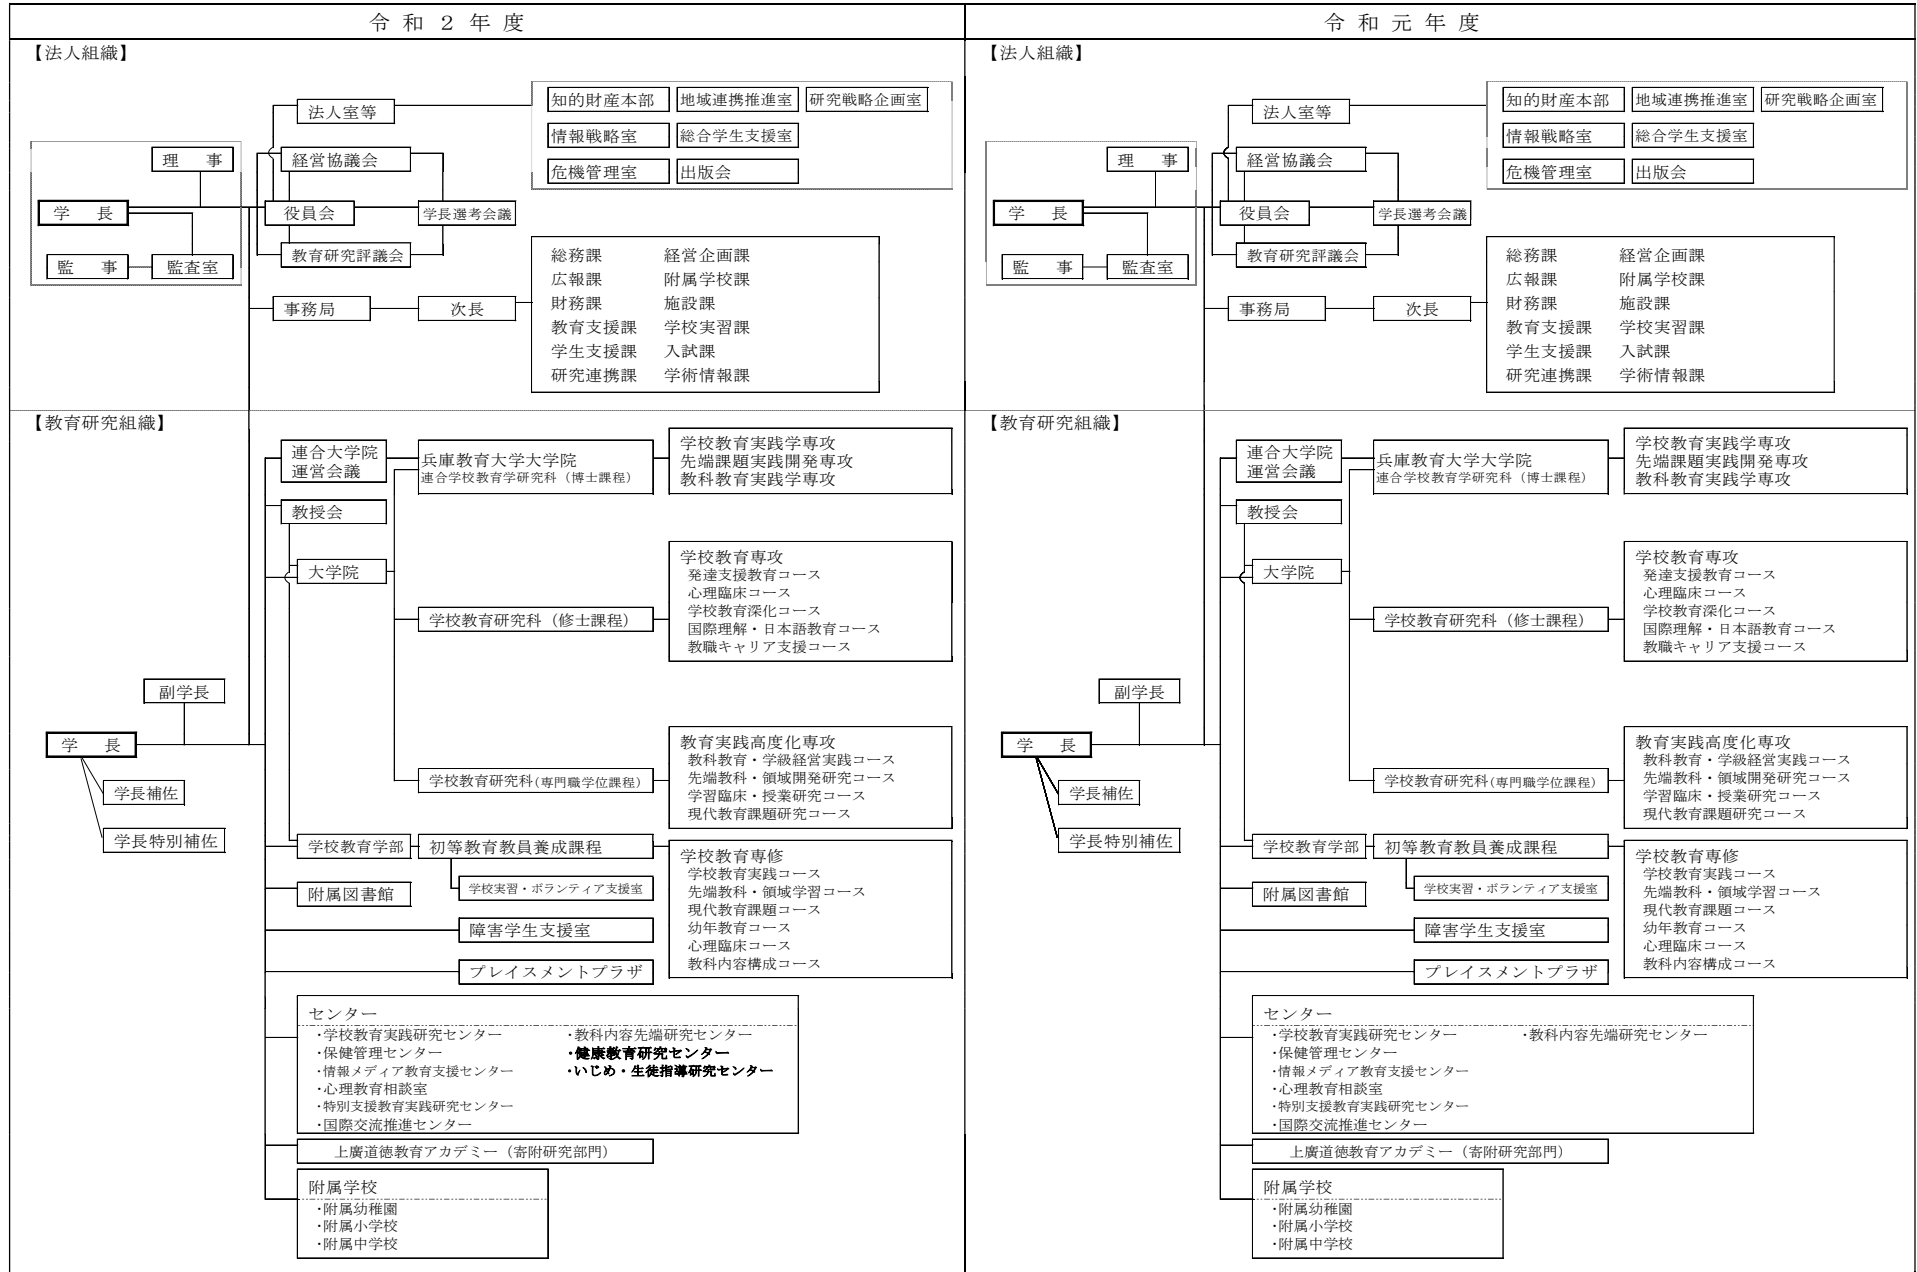 令和２年度
【法人組織】
法人室等
知的財産本部 地域連携推進室 研究戦略企画室
情報戦略室 総合学生支援室
危機管理室 出版会
理　事
経営協議会
学　長
役員会
学長選考会議
教育研究評議会
監　事
監査室
事務局
次長
総務課 経営企画課
広報課 附属学校課
財務課 施設課
教育支援課 学校実習課
学生支援課 入試課
研究連携課 学術情報課
【教育研究組織】
連合大学院
運営会議
兵庫教育大学大学院
連合学校教育学研究科（博士課程）
学校教育実践学専攻
先端課題実践開発専攻
教科教育実践学専攻
教授会
大学院
学校教育研究科（修士課程）
学校教育専攻
発達支援教育コース
心理臨床コース
学校教育深化コース
国際理解・日本語教育コース
教職キャリア支援コース
副学長
学　長
学長補佐
学長特別補佐
学校教育研究科(専門職学位課程）
教育実践高度化専攻
教科教育・学級経営実践コース
先端教科・領域開発研究コース
学習臨床・授業研究コース
現代教育課題研究コース
学校教育学部
初等教育教員養成課程
学校実習・ボランティア支援室
学校教育専修
学校教育実践コース
先端教科・領域学習コース
現代教育課題コース
幼年教育コース
心理臨床コース
教科内容構成コース
附属図書館
障害学生支援室
プレイスメントプラザ
センター
・学校教育実践研究センター ・教科内容先端研究センター
・保健管理センター ・健康教育研究センター
・情報メディア教育支援センター ・いじめ・生徒指導研究センター
・心理教育相談室
・特別支援教育実践研究センター
・国際交流推進センター
上廣道徳教育アカデミー（寄附研究部門）
附属学校
・附属幼稚園
・附属小学校
・附属中学校
令和元年度
【法人組織】
法人室等
知的財産本部 地域連携推進室 研究戦略企画室
情報戦略室 総合学生支援室
危機管理室 出版会
理　事
経営協議会
学　長
役員会
学長選考会議
教育研究評議会
監　事
監査室
事務局
次長
総務課 経営企画課
広報課 附属学校課
財務課 施設課
教育支援課 学校実習課
学生支援課 入試課
研究連携課 学術情報課
【教育研究組織】
連合大学院
運営会議
兵庫教育大学大学院
連合学校教育学研究科（博士課程）
学校教育実践学専攻
先端課題実践開発専攻
教科教育実践学専攻
教授会
大学院
学校教育研究科（修士課程）
学校教育専攻
発達支援教育コース
心理臨床コース
学校教育深化コース
国際理解・日本語教育コース
教職キャリア支援コース
副学長
学　長
学長補佐
学長特別補佐
学校教育研究科(専門職学位課程）
教育実践高度化専攻
教科教育・学級経営実践コース
先端教科・領域開発研究コース
学習臨床・授業研究コース
現代教育課題研究コース
学校教育学部
初等教育教員養成課程
学校実習・ボランティア支援室
学校教育専修
学校教育実践コース
先端教科・領域学習コース
現代教育課題コース
幼年教育コース
心理臨床コース
教科内容構成コース
附属図書館
障害学生支援室
プレイスメントプラザ
センター
・学校教育実践研究センター ・教科内容先端研究センター
・保健管理センター
・情報メディア教育支援センター
・心理教育相談室
・特別支援教育実践研究センター
・国際交流推進センター
上廣道徳教育アカデミー（寄附研究部門）
附属学校
・附属幼稚園
・附属小学校
・附属中学校